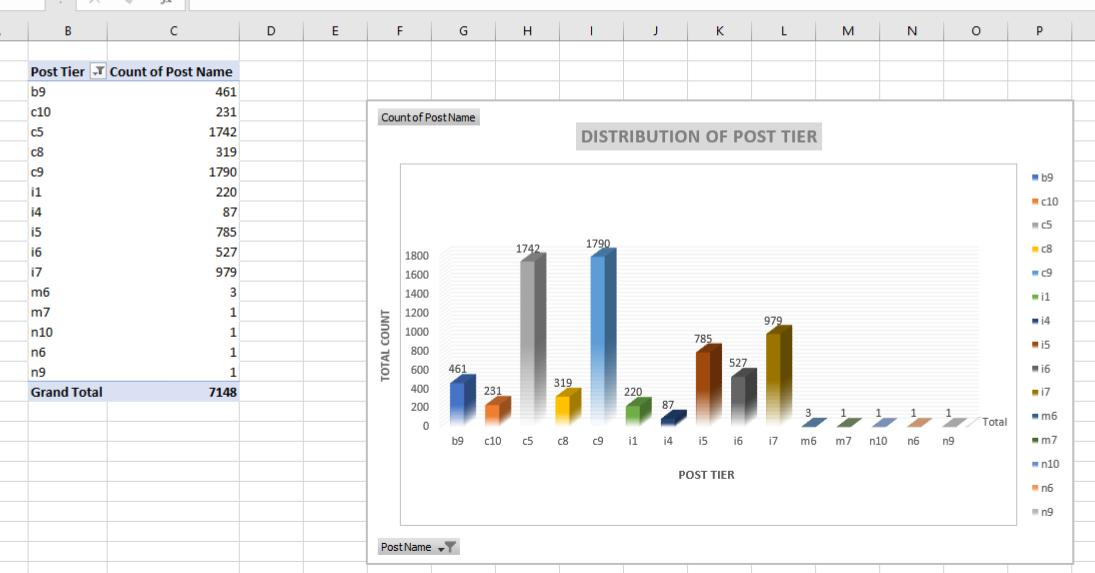 B C D E F G H I J K L M N O P
Post Tier Count of Post Name
b9 461
c10 231
c5 1742
c8 319
c9 1790
i1 220
i4 87
i5 785
i6 527
i7 979
m6 3
m7 1
n10 1
n6 1
n9 1
Grand Total 7148
Count of Post Name
DISTRIBUTION OF POST TIER
TOTAL COUNT
1800
1600
1400
1200
1000
800
600
400
200
0
461 231 1742 319 1790 220 87 785 527 979 3 1 1 1 1
Total
b9 c10 c5 c8 c9 i1 i4 i5 i6 i7 m6 m7 n10 n6 n9
POST TIER
b9
c10
c5
c8
c9
i1
i4
i5
i6
i7
m6
m7
n10
n6
n9
Post Name